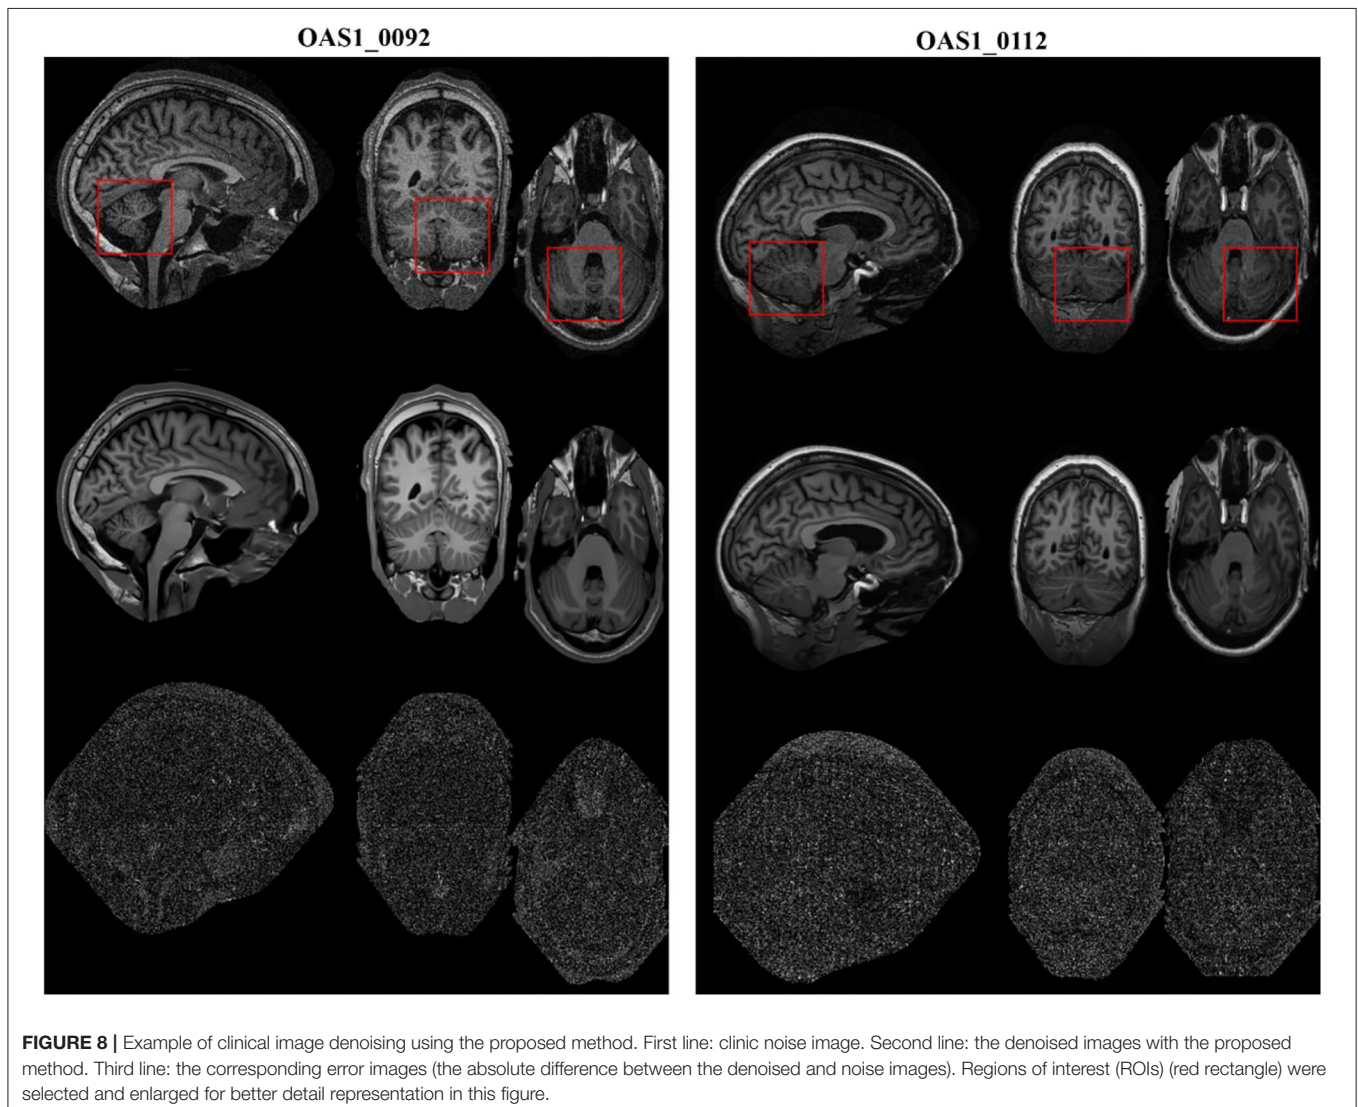 OAS1_0092
OAS1_0112
FIGURE 8 | Example of clinical image denoising using the proposed method. First line: clinic noise image. Second line: the denoised images with the proposed
method. Third line: the corresponding error images (the absolute difference between the denoised and noise images). Regions of interest (ROIs) (red rectangle) were
selected and enlarged for better detail representation in this figure.